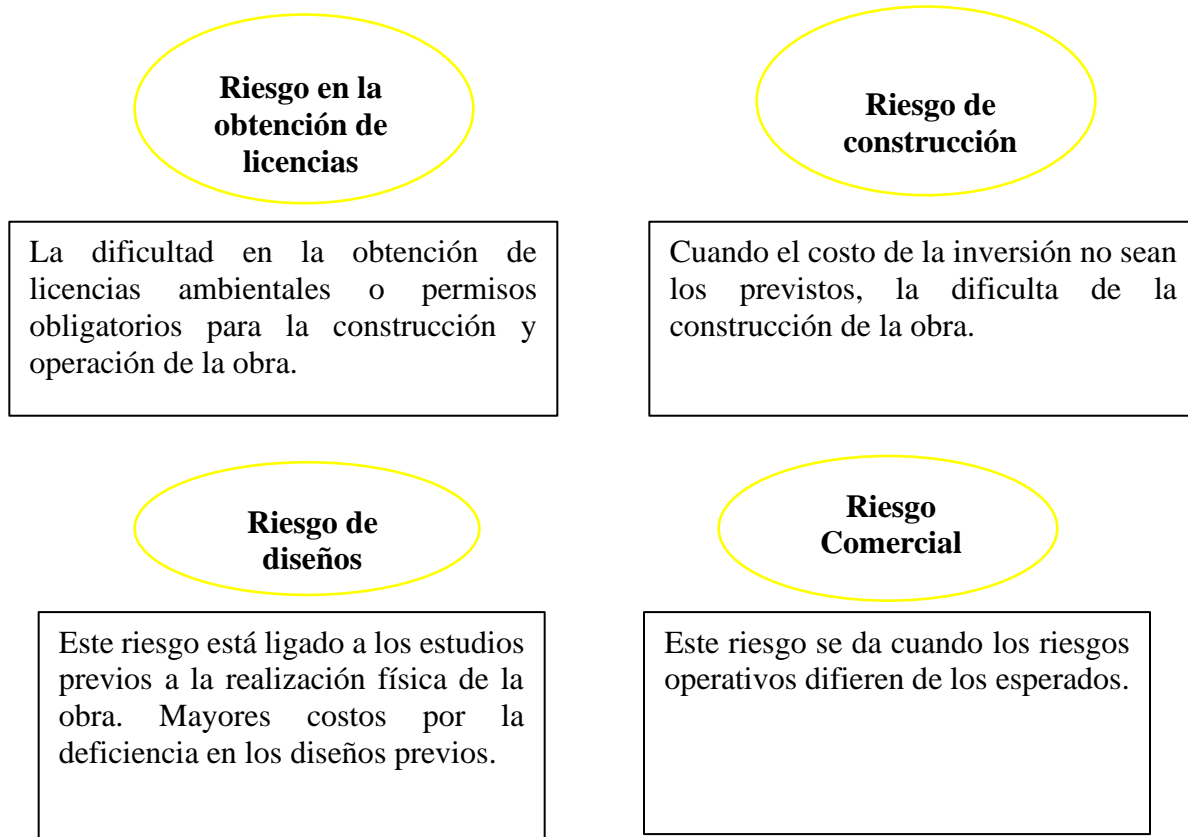 Riesgo en la
obtención de
licencias
La dificultad en la obtención de
licencias ambientales o permisos
obligatorios para la construcción y
operación de la obra.
Riesgo de
construcción
Cuando el costo de la inversión no sean
los previstos, la dificulta de la
construcción de la obra.
Riesgo de
diseños
Este riesgo está ligado a los estudios
previos a la realización física de la
obra. Mayores costos por la
deficiencia en los diseños previos.
Riesgo
Comercial
Este riesgo se da cuando los riesgos
operativos difieren de los esperados.